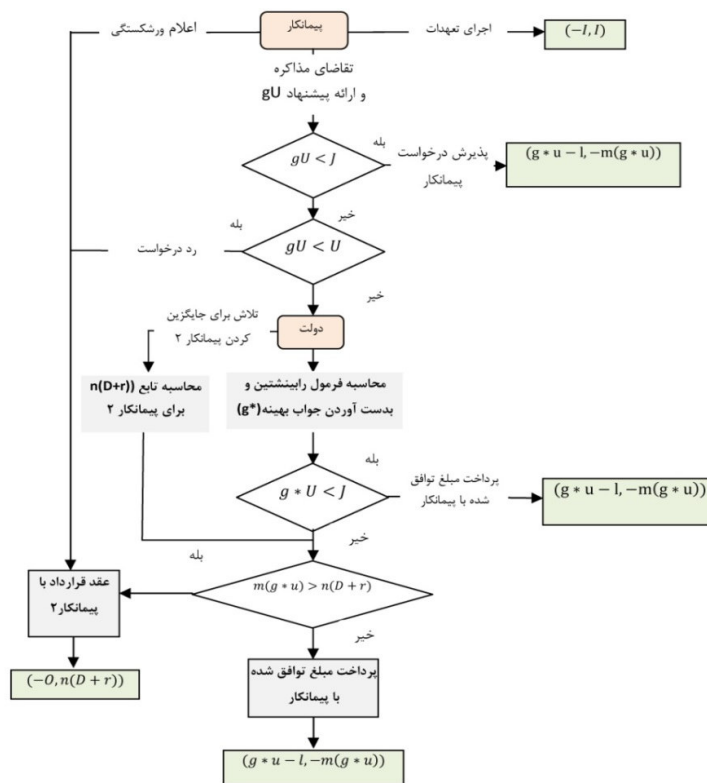 پیمانکار
اعلام ورشکستگی
اجرای تعهدات
(−I, I)
تقاضای مذاکره
و ارائه پیشنهاد gU
gU < J
بله
پذیرش درخواست
پیمانکار
(g ∗ u − l, −m(g ∗ u))
خیر
gU < U
بله
رد درخواست
خیر
دولت
تلاش برای جایگزین
کردن پیمانکار ۲
محاسبه تابع n(D+r))
برای پیمانکار ۲
محاسبه فرمول رابینشتین و
بدست آوردن جواب بهینه(g*)
g ∗ U < J
بله
پرداخت مبلغ توافق
شده با پیمانکار
(g ∗ u − l, −m(g ∗ u))
خیر
m(g ∗ u) > n(D + r)
بله
عقد قرارداد با
پیمانکار۲
(−O, n(D + r))
خیر
پرداخت مبلغ توافق شده
با پیمانکار
(g ∗ u − l, −m(g ∗ u))